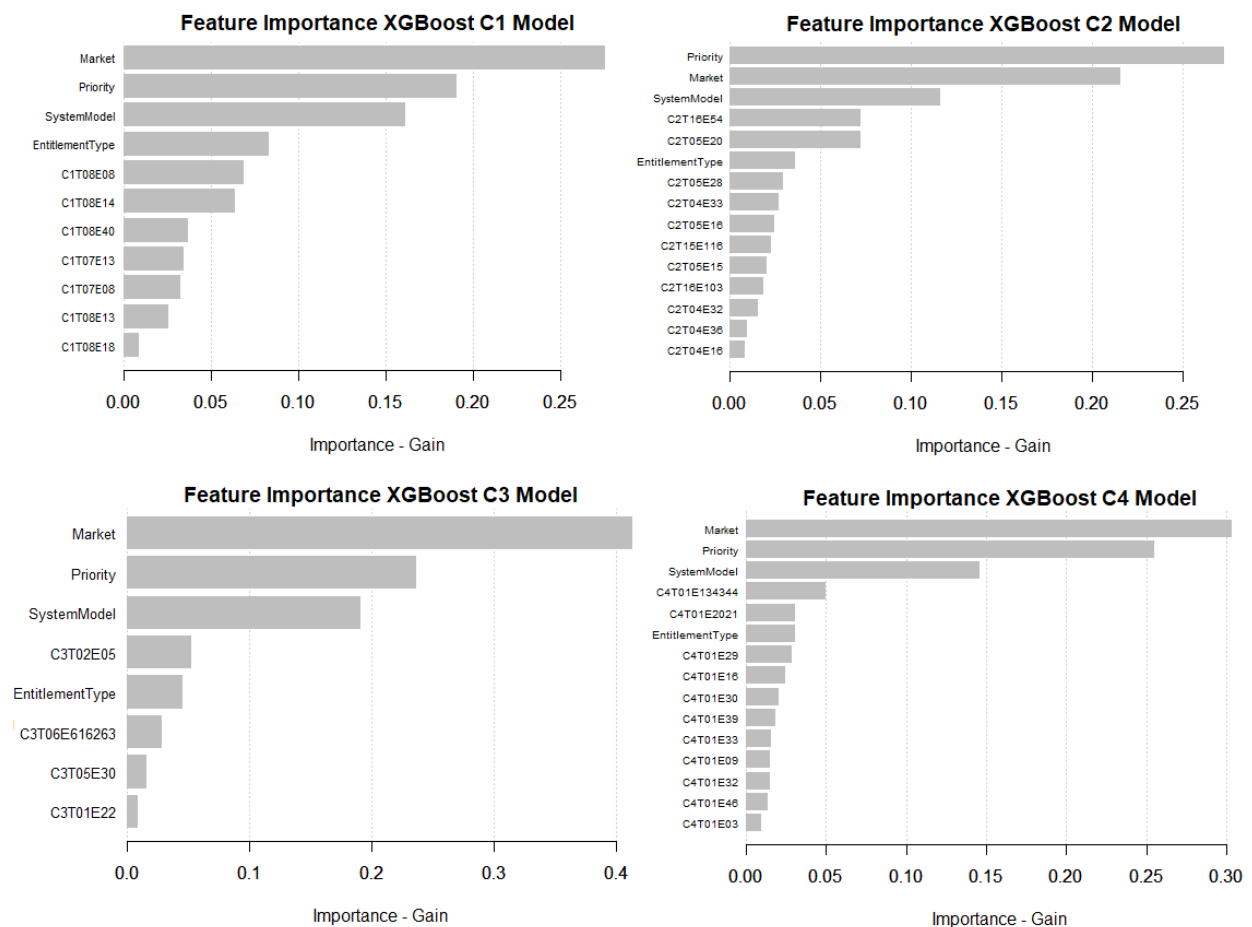 Feature Importance XGBoost C1 Model
Market
Priority
SystemModel
EntitlementType
C1T08E08
C1T08E14
C1T08E40
C1T07E13
C1T07E08
C1T08E13
C1T08E18
0.00 0.05 0.10 0.15 0.20 0.25
Importance - Gain
Feature Importance XGBoost C2 Model
Priority
Market
SystemModel
C2T16E54
C2T05E20
EntitlementType
C2T05E28
C2T04E33
C2T05E16
C2T15E116
C2T05E15
C2T16E103
C2T04E32
C2T04E36
C2T04E16
0.00 0.05 0.10 0.15 0.20 0.25
Importance - Gain
Feature Importance XGBoost C3 Model
Market
Priority
SystemModel
C3T02E05
EntitlementType
C3T06E616263
C3T05E30
C3T01E22
0.0 0.1 0.2 0.3 0.4
Importance - Gain
Feature Importance XGBoost C4 Model
Market
Priority
SystemModel
C4T01E134344
C4T01E2021
EntitlementType
C4T01E29
C4T01E16
C4T01E30
C4T01E39
C4T01E33
C4T01E09
C4T01E32
C4T01E46
C4T01E03
0.00 0.05 0.10 0.15 0.20 0.25 0.30
Importance - Gain